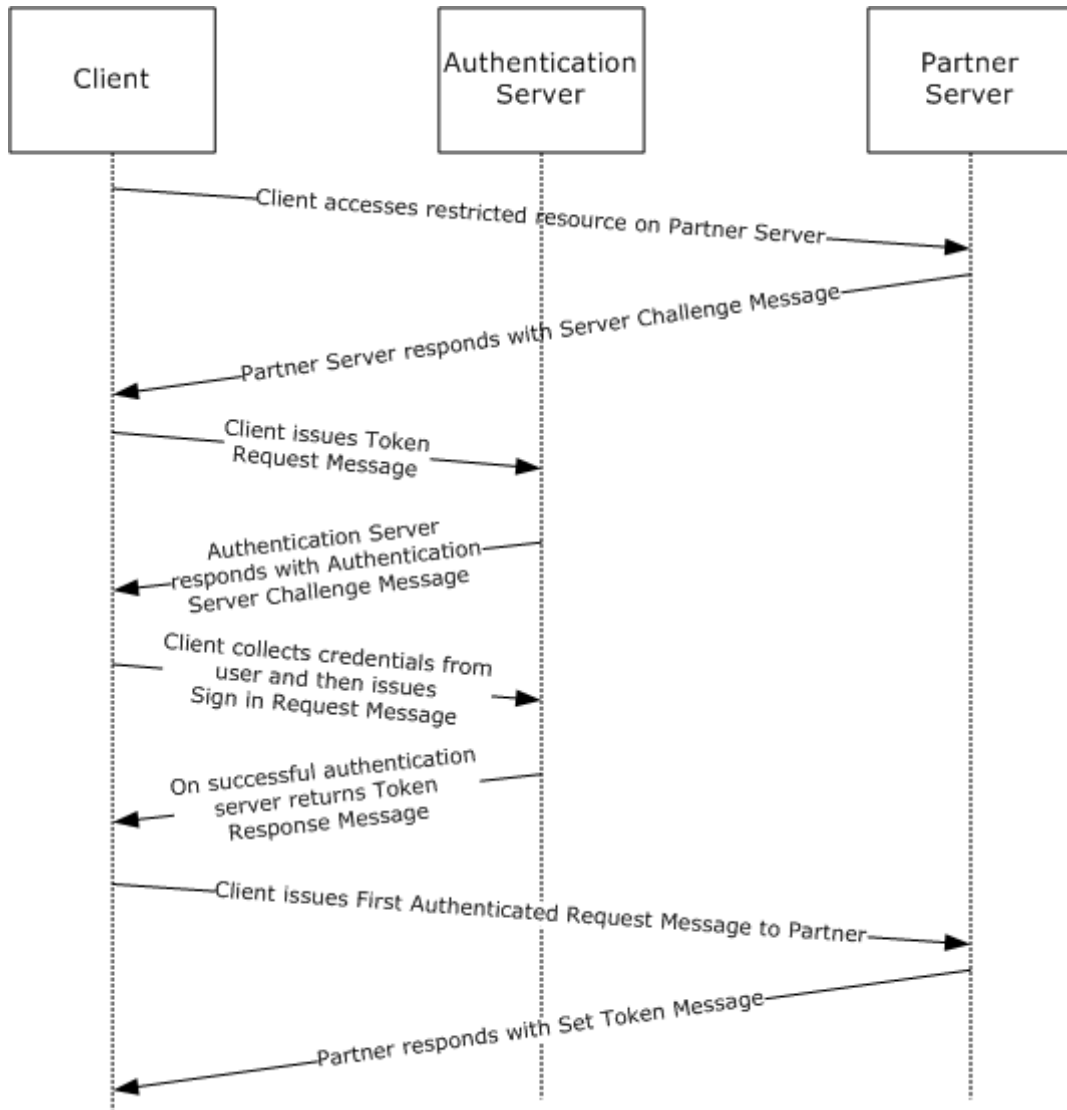 Client
Authentication
Server
Partner
Server
Client accesses restricted resource on Partner Server
Partner Server responds with Server Challenge Message
Client issues Token
Request Message
Authentication Server
responds with Authentication
Server Challenge Message
Client collects credentials from
user and then issues
Sign in Request Message
On successful authentication
server returns Token
Response Message
Client issues First Authenticated Request Message to Partner
Partner responds with Set Token Message